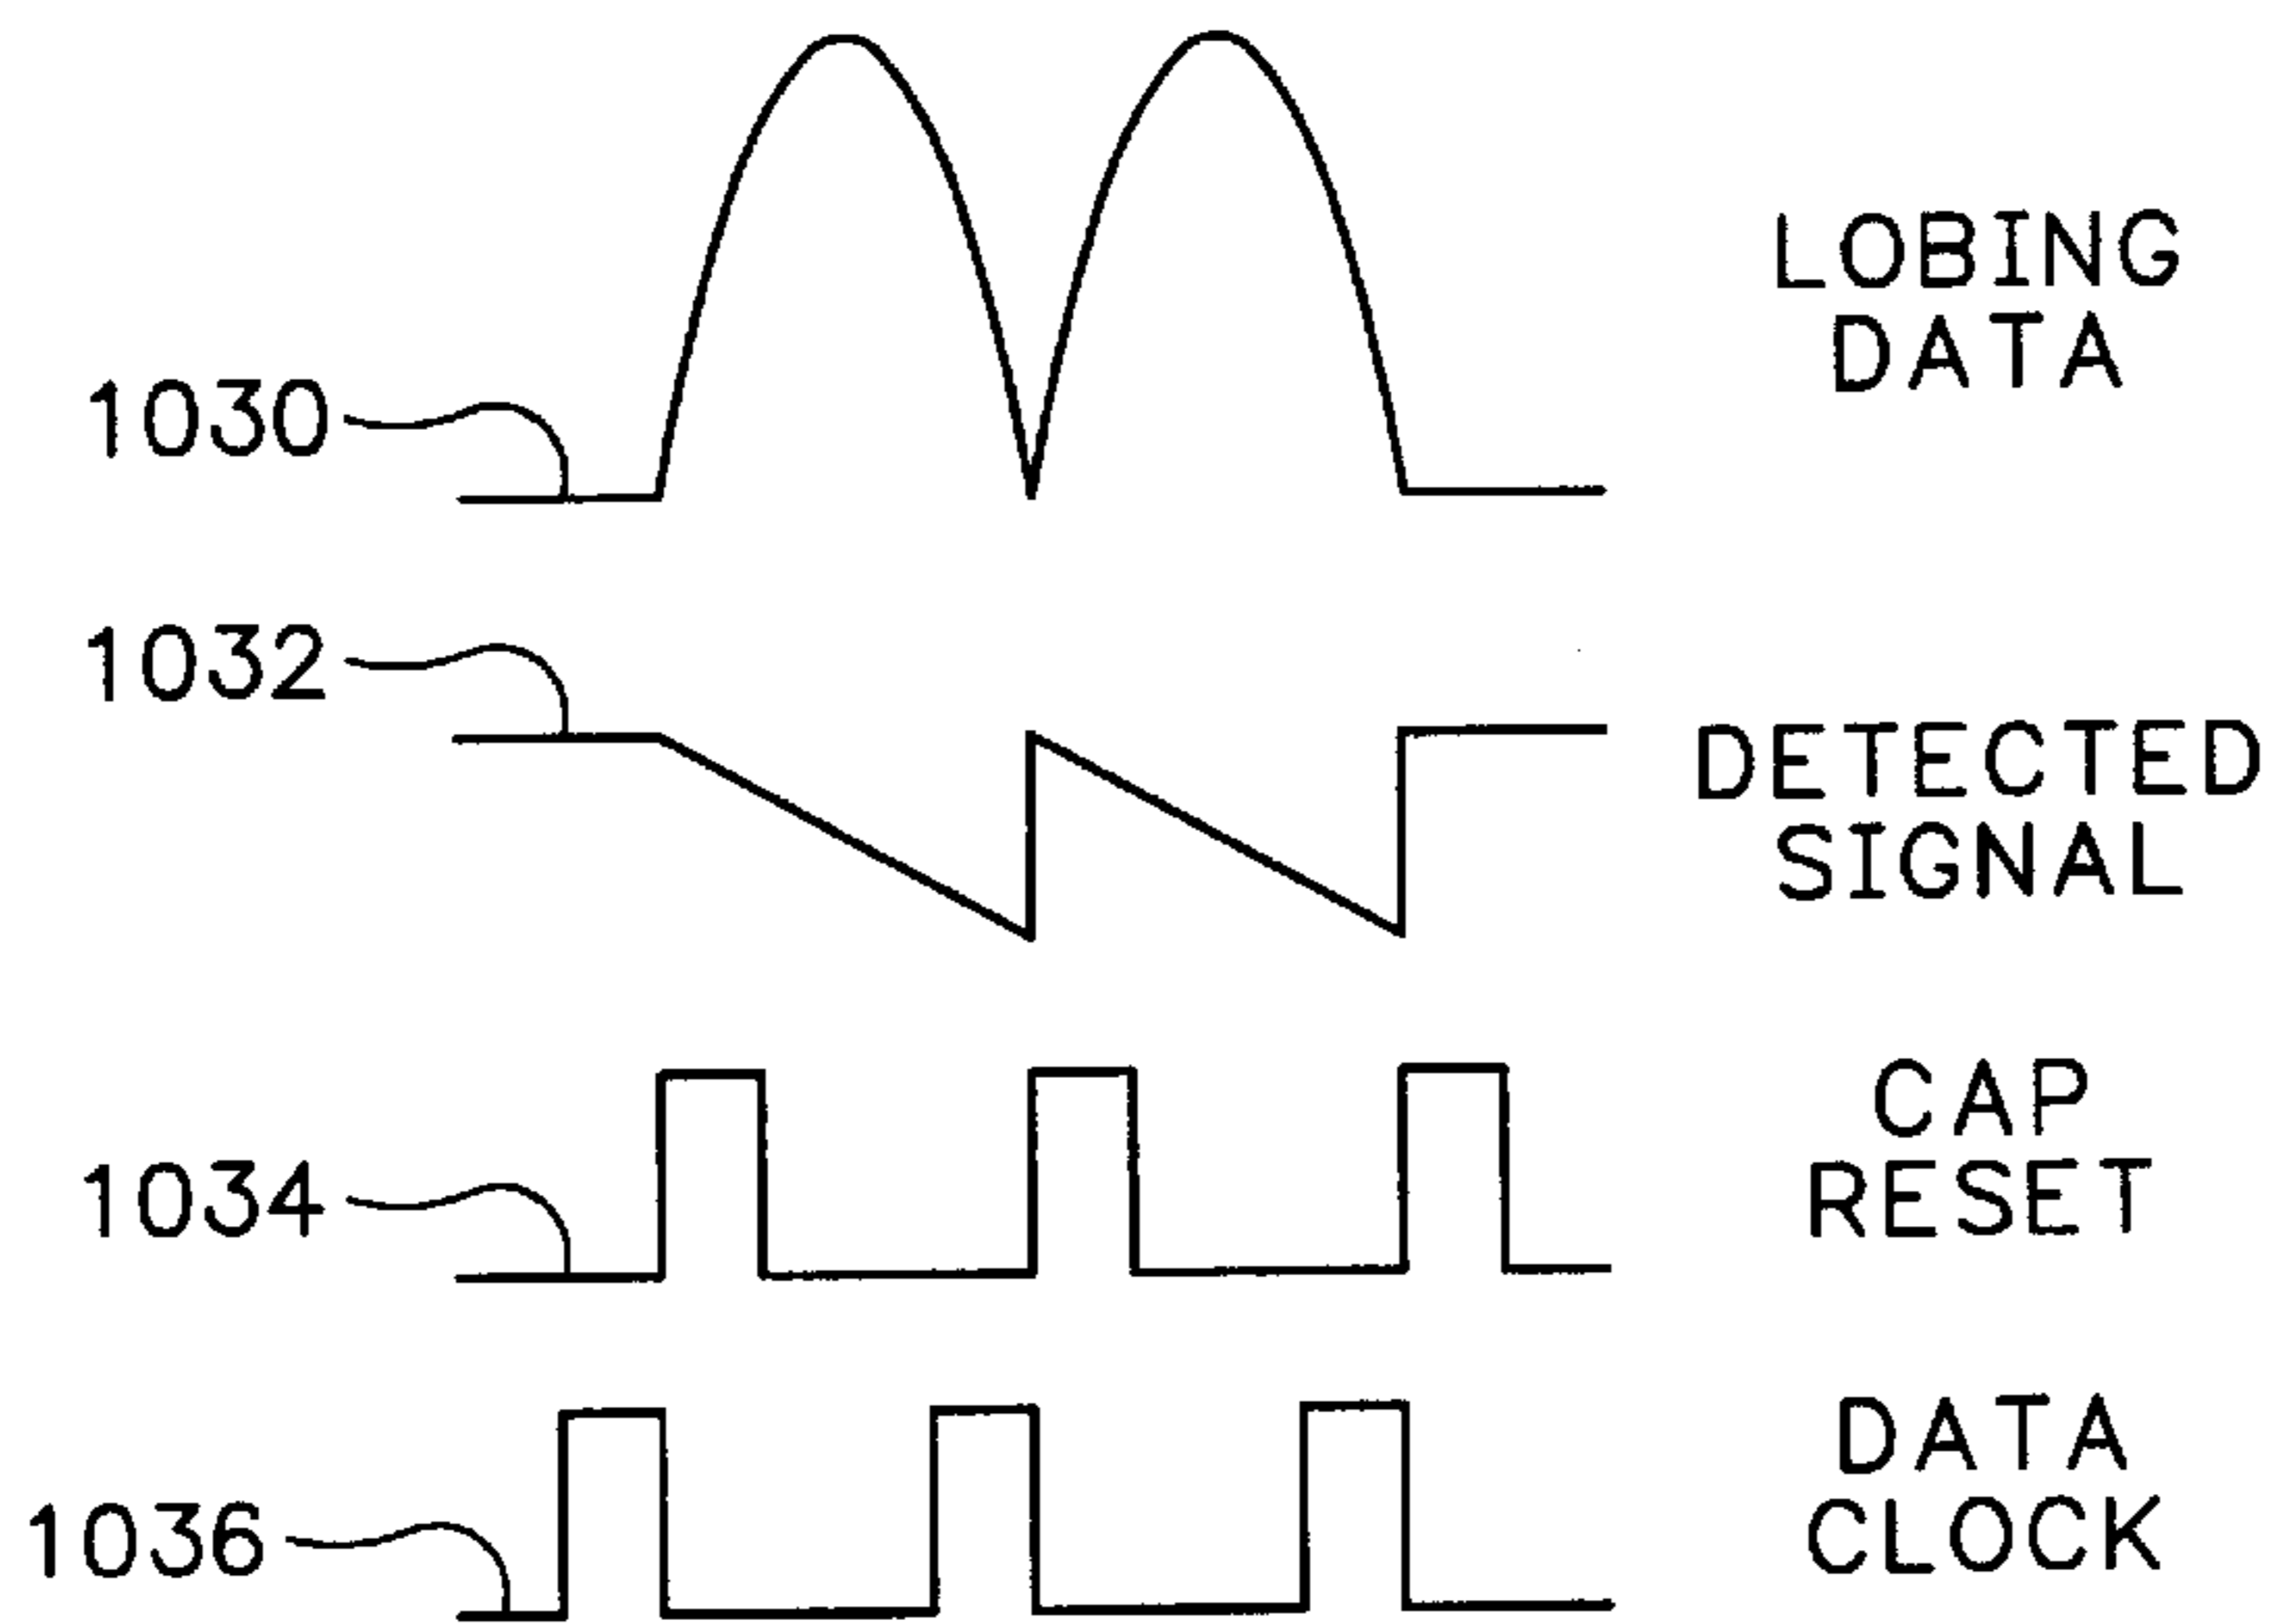 LOBING
DATA
1030
1032
DETECTED
SIGNAL
CAP
RESET
1034
DATA
CLOCK
1036